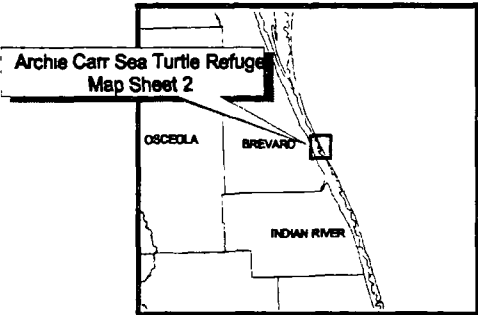 Archie Carr Sea Turtle Refuge
Map Sheet 2
OSCEOLA
BREVARD
INDIAN RIVER